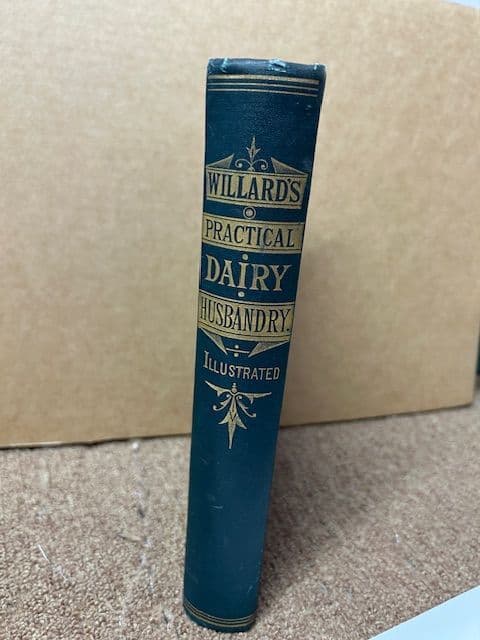 WILLARD'S
PRACTICAL
DAIRY
HUSBANDRY.
ILLUSTRATED